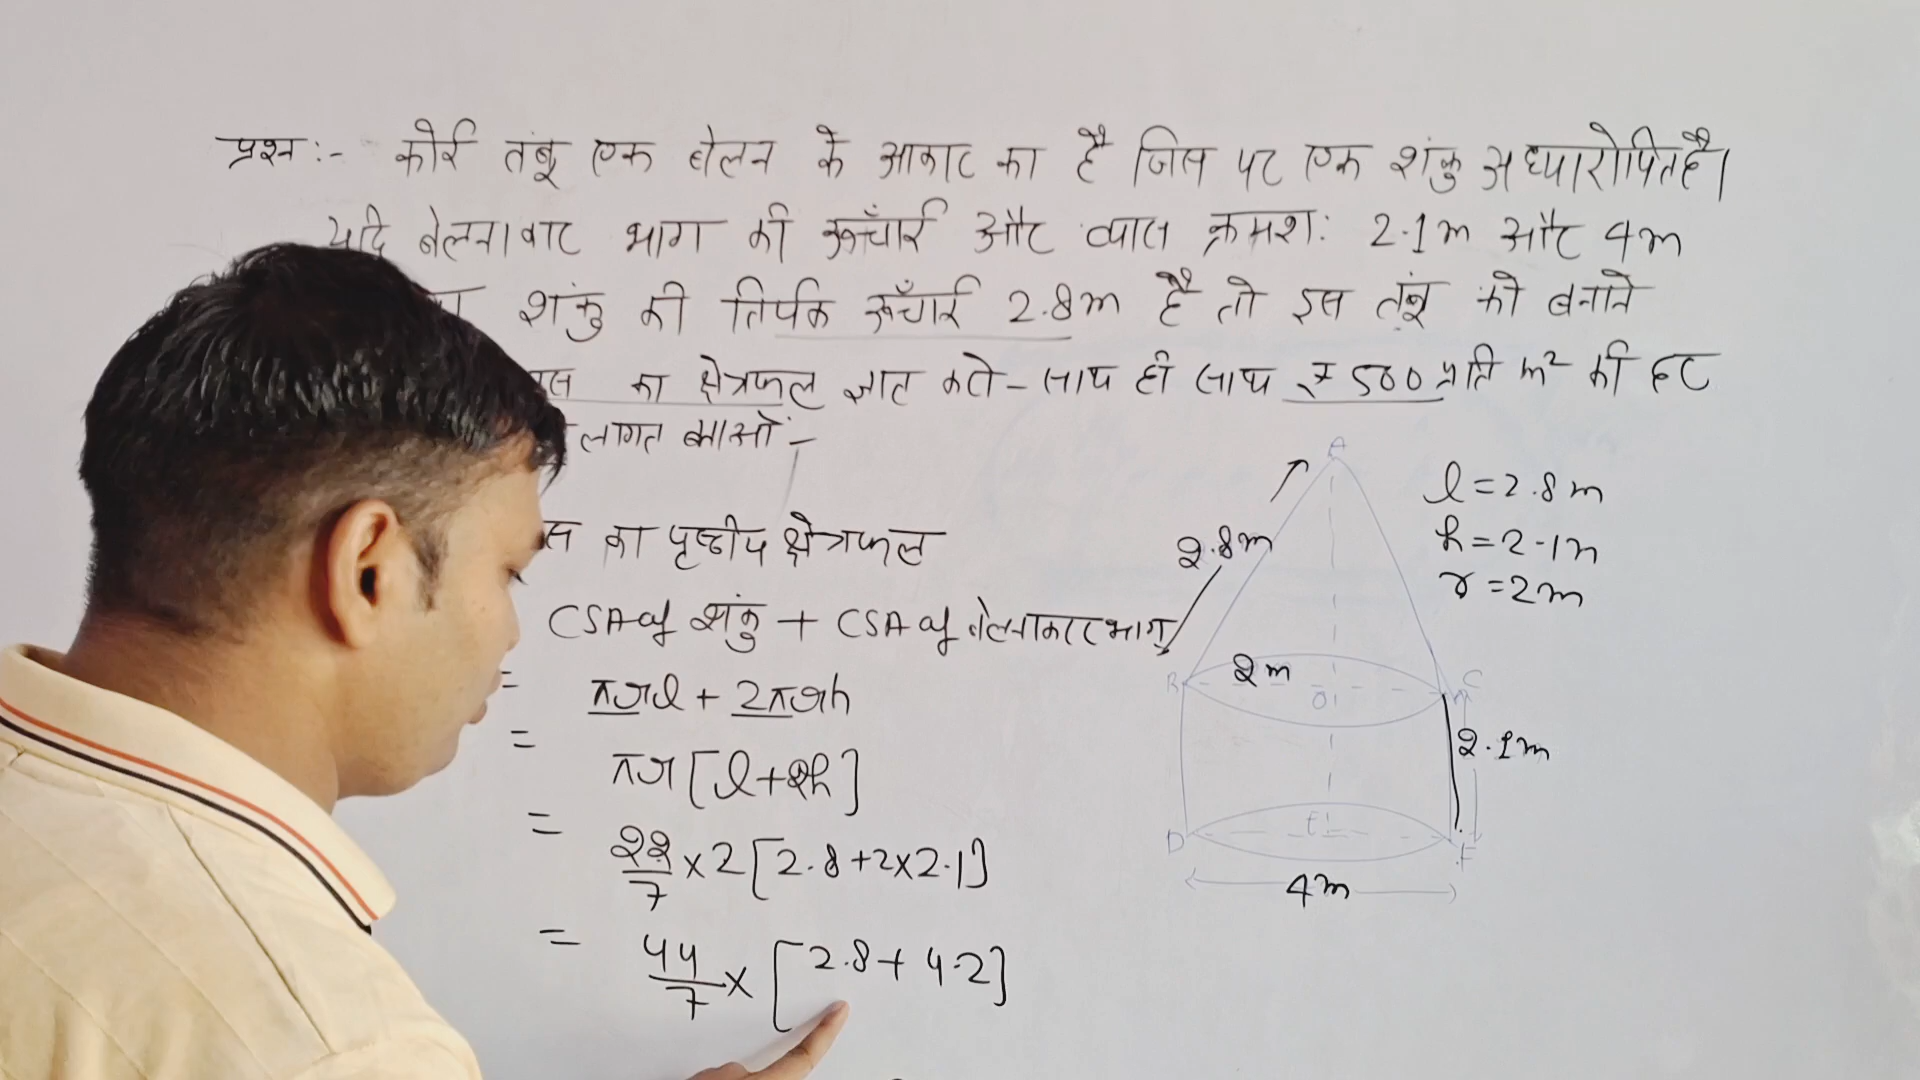 प्रश्न :- कोई तंबू एक बेलन के आकार का है जिस पर एक शंकु अध्यारोपित है।
यदि बेलनाकार भाग की ऊँचाई और व्यास क्रमश: 2.1m और 4m
शंकु की तिर्यक ऊँचाई 2.8m है तो इस तंबू को बनाने
का क्षेत्रफल ज्ञात करो - साथ ही साथ ₹ 500 प्रति m² की दर
लागत बताओ :-
का पृष्ठीय क्षेत्रफल
CSA of शंकु + CSA of बेलनाकार भाग
= πrl + 2πrh
= πr[l+2h]
= 22/7 × 2 [2.8+2×2.1]
= 44/7 × [2.8+4.2]
A
2.8m
B
2m
O
C
2.1m
D
E
F
4m
l = 2.8m
h = 2.1m
r = 2m